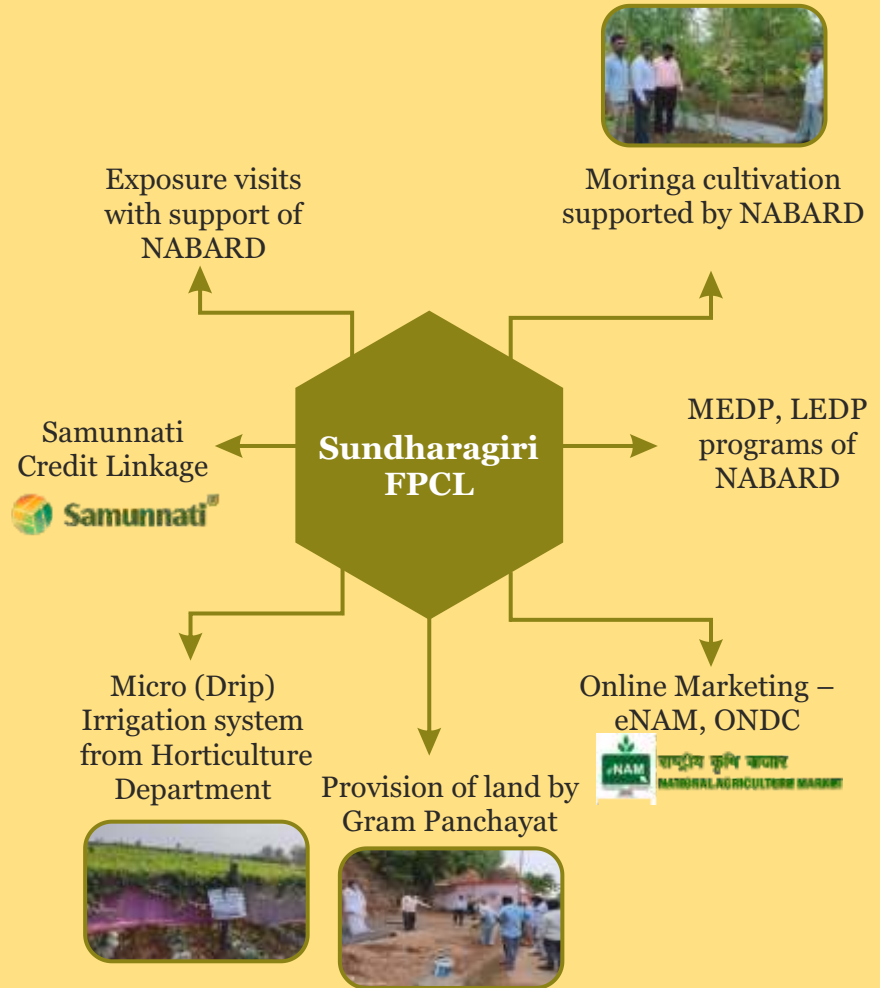 Exposure visits
with support of
NABARD
Moringa cultivation
supported by NABARD
Sundharagiri
FPCL
Samunnati
Credit Linkage
Samunnati
MEDP, LEDP
programs of
NABARD
Micro (Drip)
Irrigation system
from Horticulture
Department
Provision of land by
Gram Panchayat
Online Marketing –
eNAM, ONDC
eNAM
राष्ट्रीय कृषि बाजार
NATIONAL AGRICULTURE MARKET